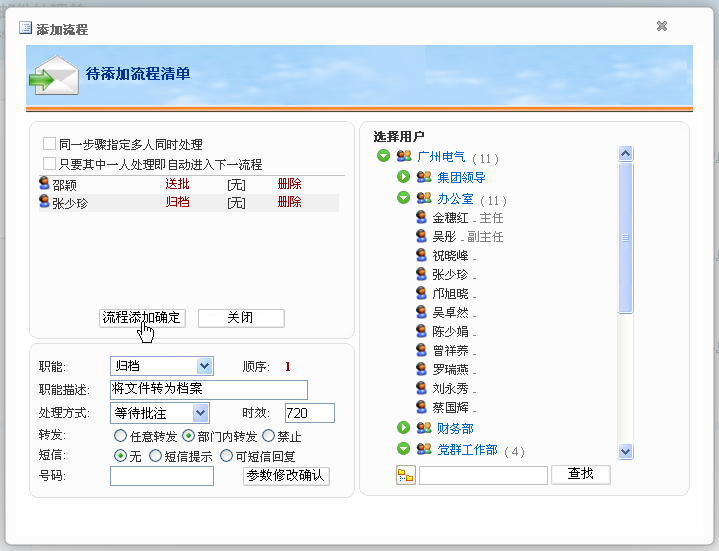 添加流程
待添加流程清单
同一步骤指定多人同时处理
只要其中一人处理即自动进入下一流程
邵颖 送批 [无] 删除
张少珍 归档 [无] 删除
流程添加确定 关闭
职能: 归档 顺序: 1
职能描述: 将文件转为档案
处理方式: 等待批注 时效: 720
转发: 任意转发 部门内转发 禁止
短信: 无 短信提示 可短信回复
号码: 参数修改确认
选择用户
广州电气 (11)
集团领导
办公室 (11)
金穗红 - 主任
吴彤 - 副主任
祝晓峰 -
张少珍 -
邝旭晓 -
吴卓然 -
陈少娟 -
曾祥荞 -
罗瑞燕 -
刘永秀 -
蔡国辉 -
财务部
党群工作部 (4)
查找